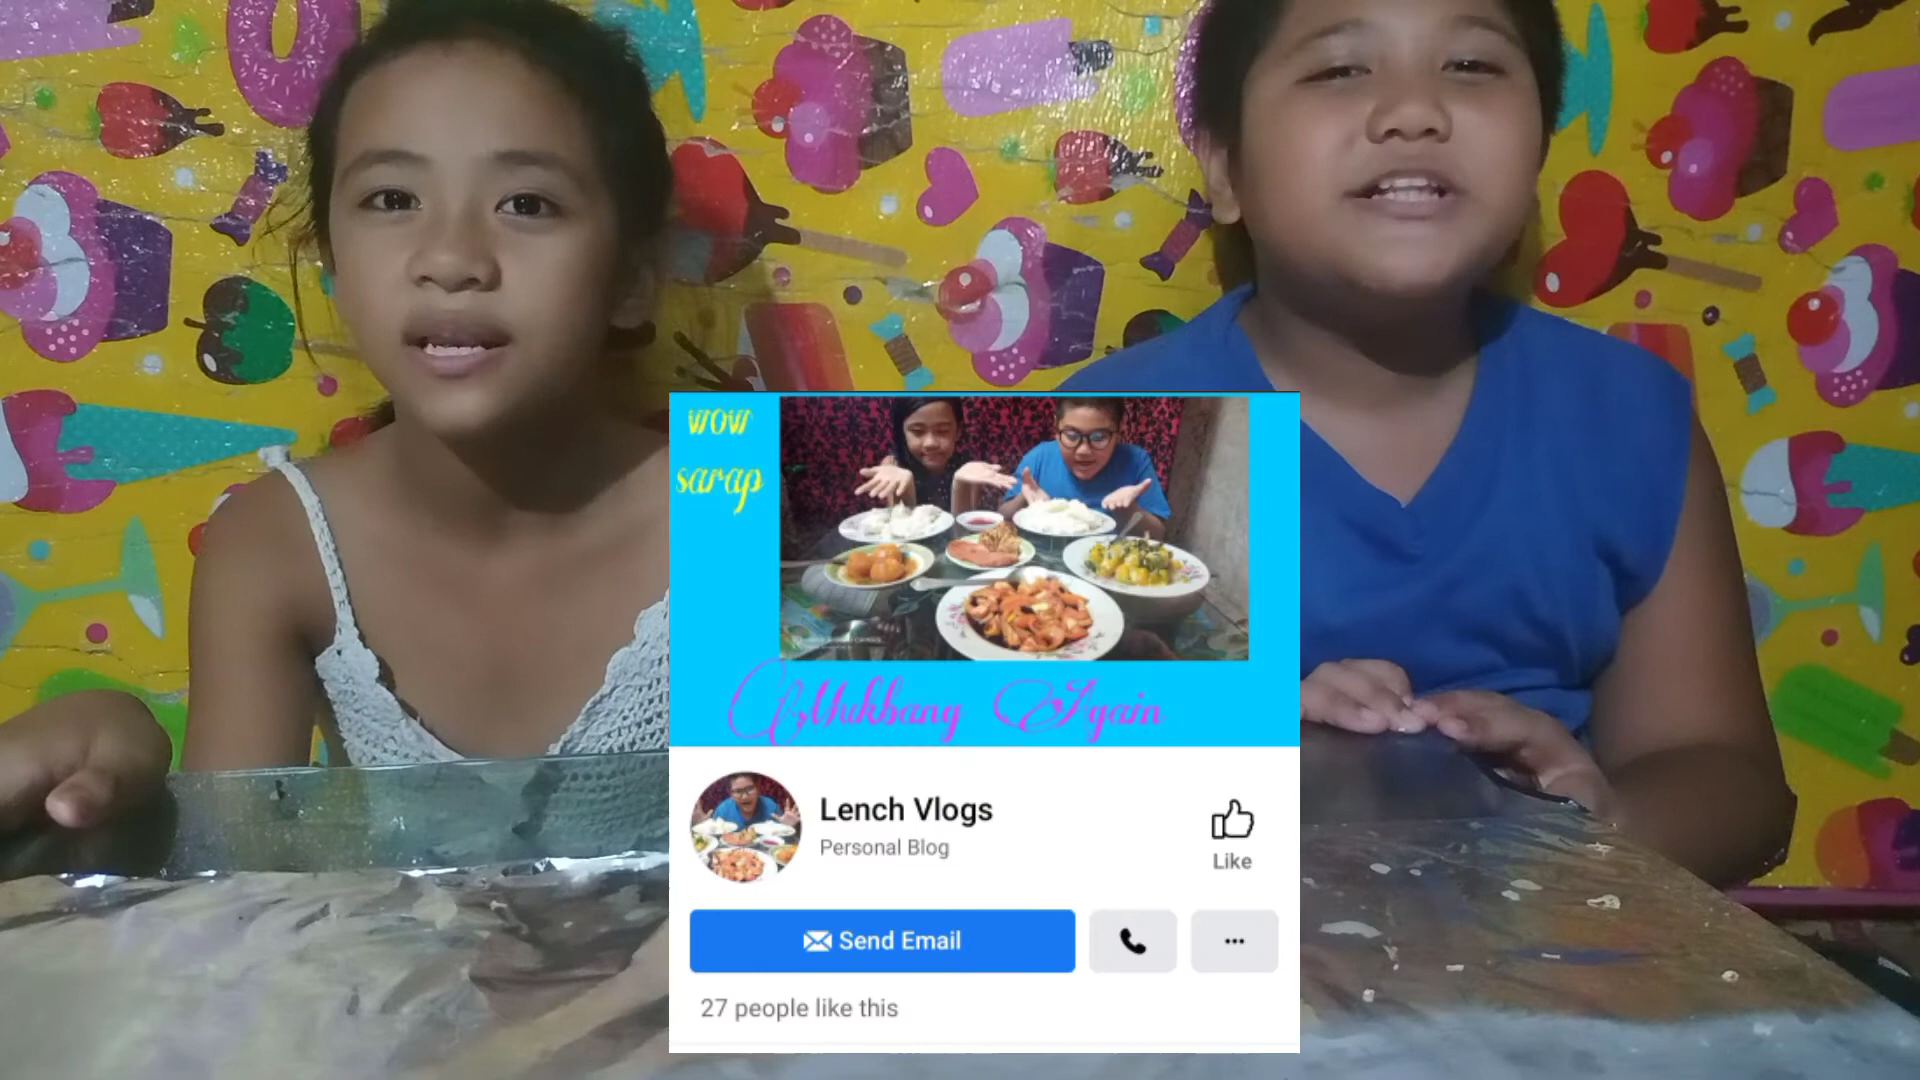 wow
sarap
Mukbang Again
Lench Vlogs
Personal Blog
Like
Send Email
27 people like this